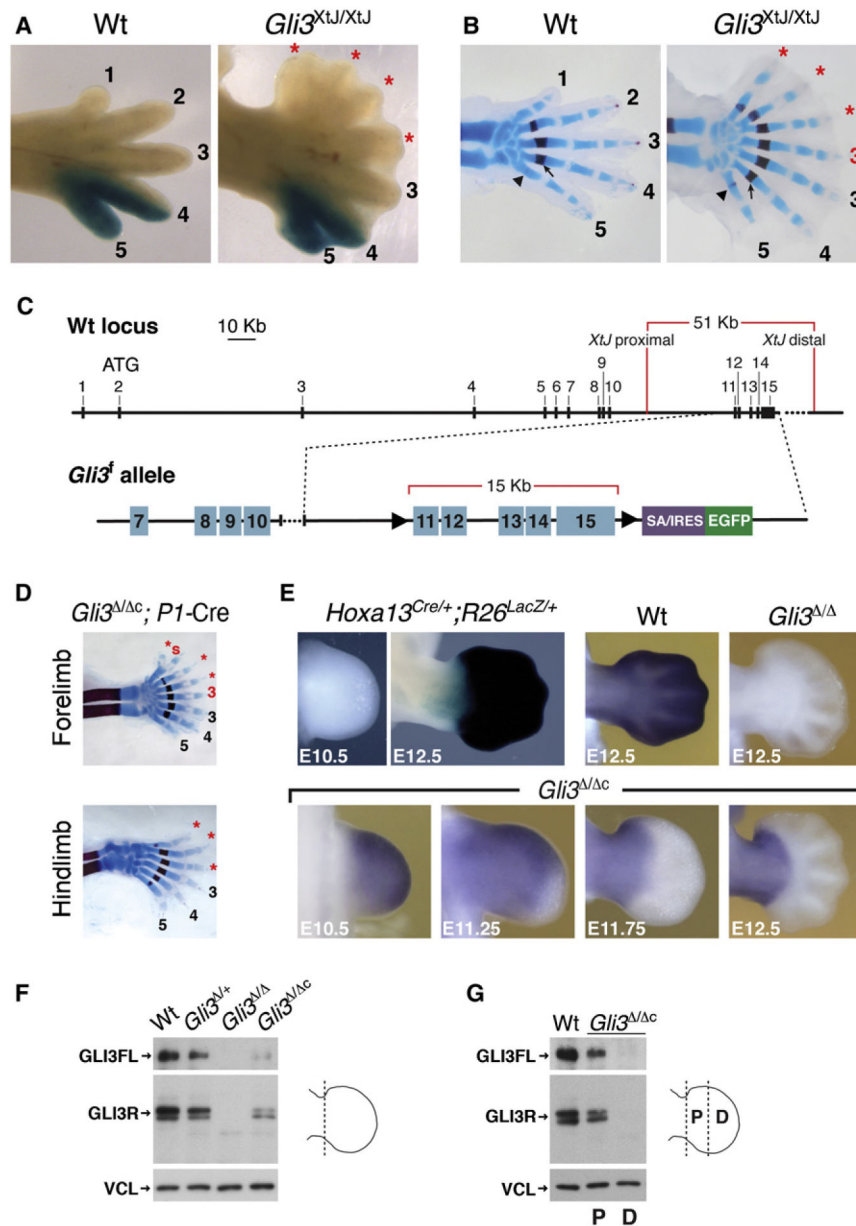 A Wt Gli3XtJ/XtJ
* * * *
1 2 3 4 5
3 4 5
B Wt Gli3XtJ/XtJ
* * *
1 2 3 4 5
3 3 4 5
C
Wt locus 10 Kb 51 Kb
XtJ proximal XtJ distal
ATG 9 12 14
1 2 3 4 5 6 7 8 10 11 13 15
Gli3f allele
15 Kb
7 8 9 10 11 12 13 14 15 SA/IRES EGFP
D Gli3Δ/Δc; P1-Cre
Forelimb
*s * * 3 3 4 5
Hindlimb
* * * 3 4 5
E Hoxa13Cre/+;R26LacZ/+ Wt Gli3Δ/Δ
E10.5 E12.5 E12.5 E12.5
Gli3Δ/Δc
E10.5 E11.25 E11.75 E12.5
F
Wt Gli3Δ/+ Gli3Δ/Δ Gli3Δ/Δc
GLI3FL→
GLI3R→
VCL→
G
Wt Gli3Δ/Δc
GLI3FL→
GLI3R→
P D
VCL→
P D